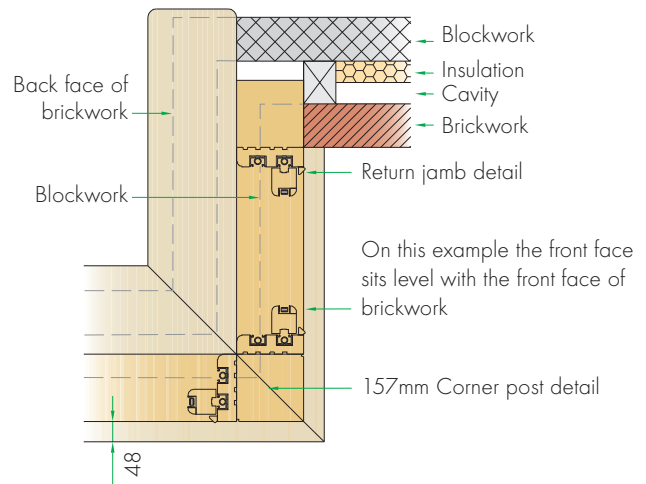 Blockwork
Insulation
Cavity
Brickwork
Back face of
brickwork
Return jamb detail
Blockwork
On this example the front face
sits level with the front face of
brickwork
157mm Corner post detail
48